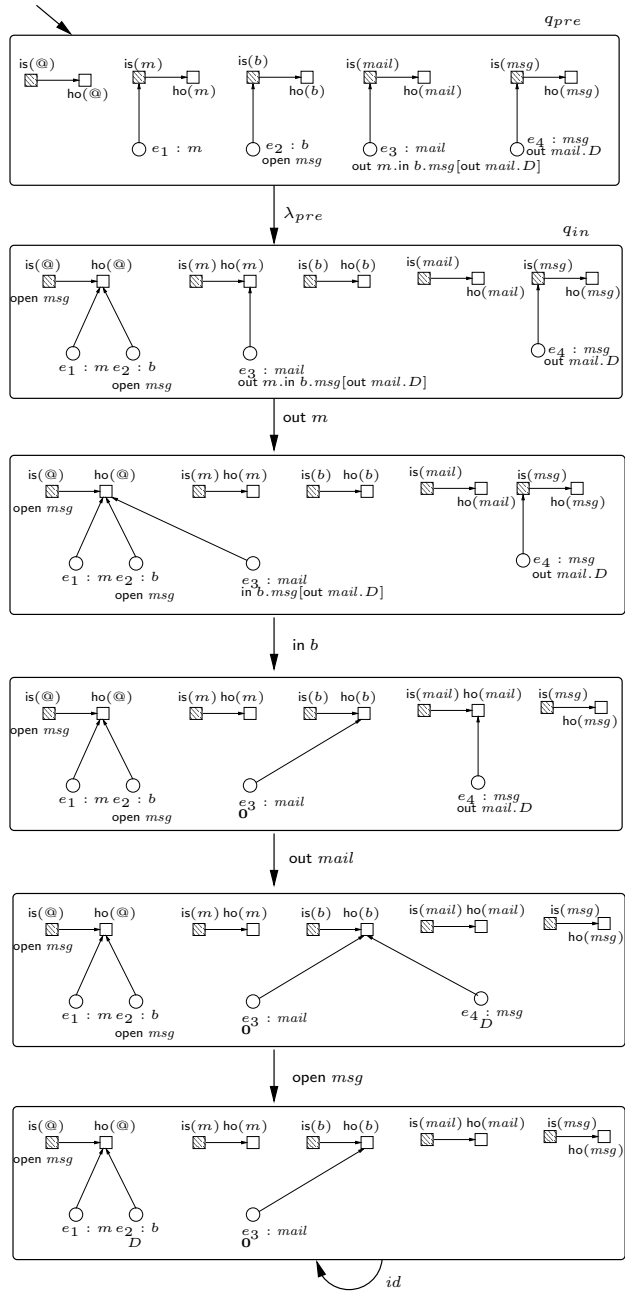 q_pre
is(@) is(m) is(b) is(mail) is(msg)
ho(@) ho(m) ho(b) ho(mail) ho(msg)
e1 : m e2 : b e3 : mail e4 : msg
open msg out mail.D
out m.in b.msg[out mail.D]
λ_pre
q_in
is(@) ho(@) is(m) ho(m) is(b) ho(b) is(mail) is(msg)
open msg ho(mail) ho(msg)
e1 : m e2 : b e3 : mail e4 : msg
open msg out m.in b.msg[out mail.D] out mail.D
out m
is(@) ho(@) is(m) ho(m) is(b) ho(b) is(mail) is(msg)
open msg ho(mail) ho(msg)
e1 : m e2 : b e3 : mail e4 : msg
open msg in b.msg[out mail.D] out mail.D
in b
is(@) ho(@) is(m) ho(m) is(b) ho(b) is(mail) ho(mail) is(msg)
open msg ho(msg)
e1 : m e2 : b e3 : mail e4 : msg
open msg 0 out mail.D
out mail
is(@) ho(@) is(m) ho(m) is(b) ho(b) is(mail) ho(mail) is(msg)
open msg ho(msg)
e1 : m e2 : b e3 : mail e4 : msg
open msg 0 D
open msg
is(@) ho(@) is(m) ho(m) is(b) ho(b) is(mail) ho(mail) is(msg)
open msg ho(msg)
e1 : m e2 : b e3 : mail
D 0
id